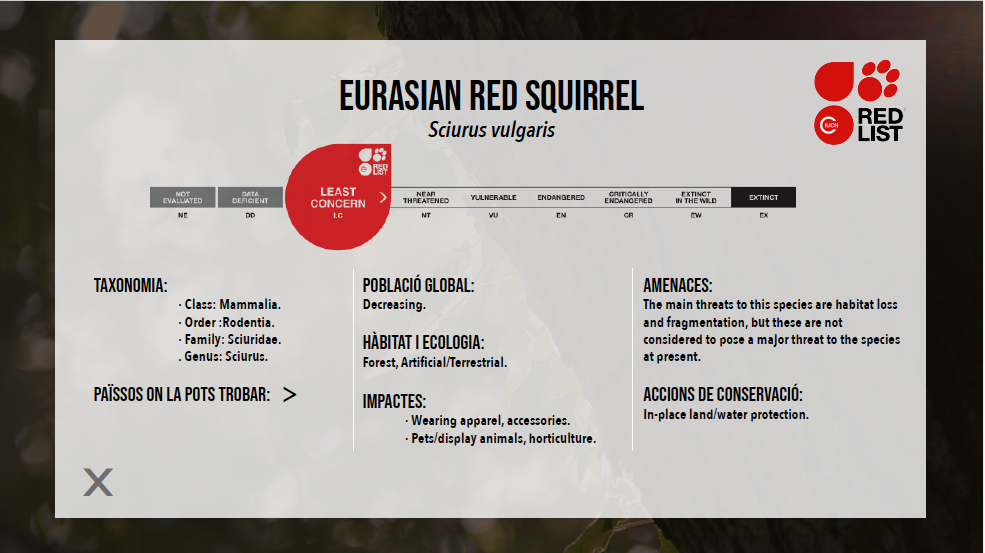 EURASIAN RED SQUIRREL
Sciurus vulgaris
IUCN
RED
LIST
RED
LIST
NOT
EVALUATED
DATA
DEFICIENT
LEAST
CONCERN
NEAR
THREATENED
VULNERABLE
ENDANGERED
CRITICALLY
ENDANGERED
EXTINCT
IN THE WILD
EXTINCT
NE
DD
LC
NT
VU
EN
CR
EW
EX
TAXONOMIA:
· Class: Mammalia.
· Order :Rodentia.
· Family: Sciuridae.
. Genus: Sciurus.
PAÏSSOS ON LA POTS TROBAR: >
POBLACIÓ GLOBAL:
Decreasing.
HÀBITAT I ECOLOGIA:
Forest, Artificial/Terrestrial.
IMPACTES:
· Wearing apparel, accessories.
· Pets/display animals, horticulture.
AMENACES:
The main threats to this species are habitat loss
and fragmentation, but these are not
considered to pose a major threat to the species
at present.
ACCIONS DE CONSERVACIÓ:
In-place land/water protection.
X